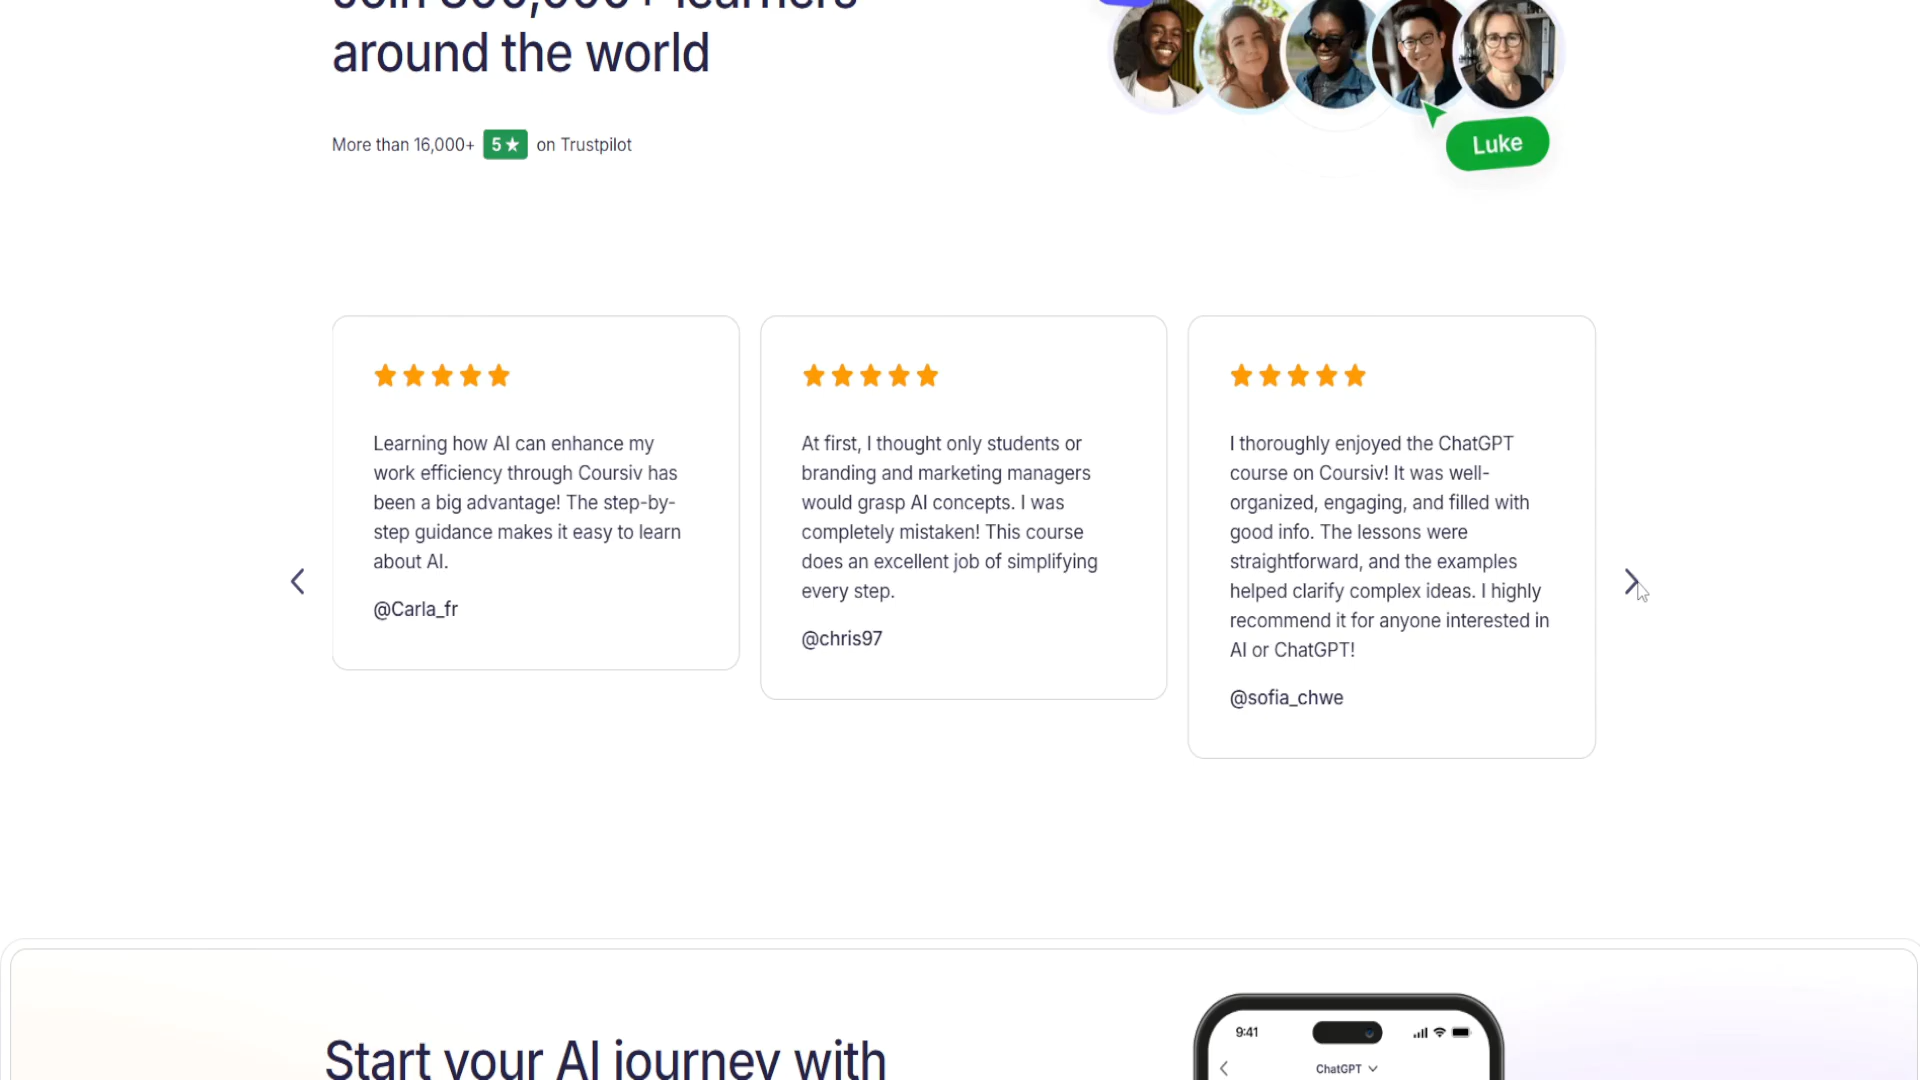 Join 800,000+ learners
around the world
More than 16,000+ 5 ★ on Trustpilot
Luke
Learning how AI can enhance my
work efficiency through Coursiv has
been a big advantage! The step-by-
step guidance makes it easy to learn
about AI.
@Carla_fr
At first, I thought only students or
branding and marketing managers
would grasp AI concepts. I was
completely mistaken! This course
does an excellent job of simplifying
every step.
@chris97
I thoroughly enjoyed the ChatGPT
course on Coursiv! It was well-
organized, engaging, and filled with
good info. The lessons were
straightforward, and the examples
helped clarify complex ideas. I highly
recommend it for anyone interested in
AI or ChatGPT!
@sofia_chwe
Start your AI journey with
9:41
ChatGPT